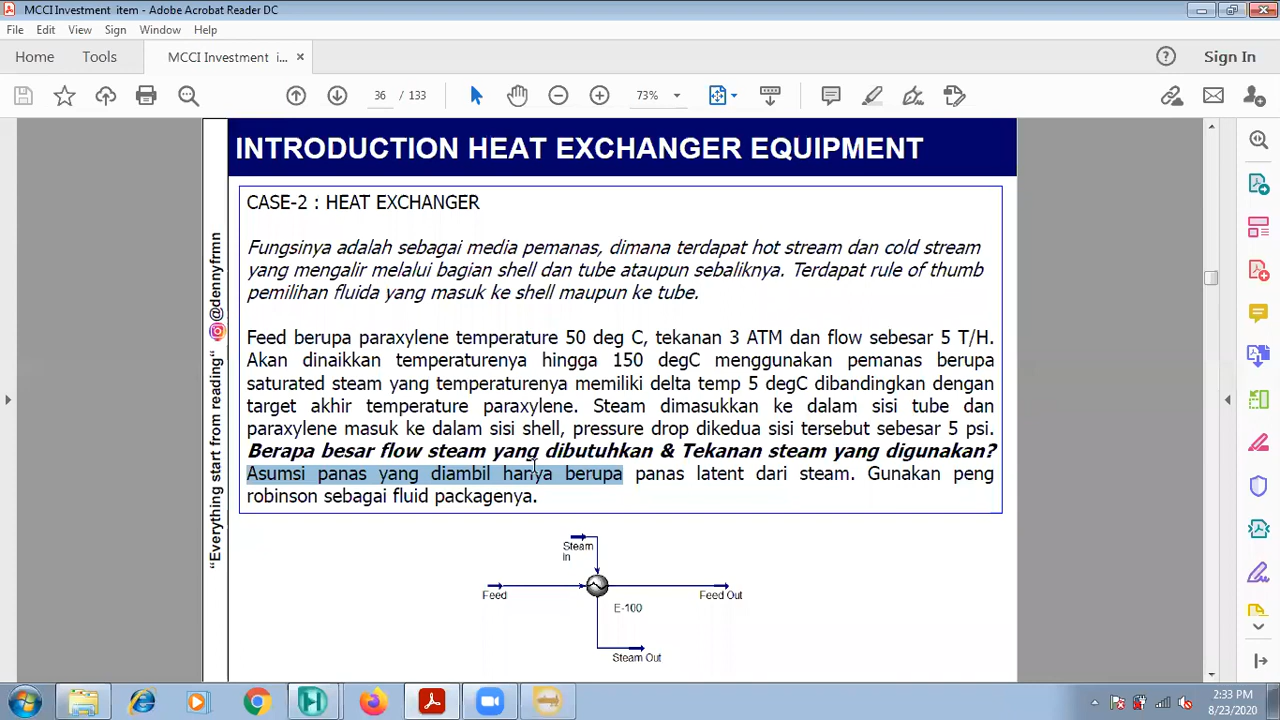 MCCI Investment item - Adobe Acrobat Reader DC
File Edit View Sign Window Help
Home Tools MCCI Investment i... × Sign In
36 / 133 73%
INTRODUCTION HEAT EXCHANGER EQUIPMENT
CASE-2 : HEAT EXCHANGER
Fungsinya adalah sebagai media pemanas, dimana terdapat hot stream dan cold stream
yang mengalir melalui bagian shell dan tube ataupun sebaliknya. Terdapat rule of thumb
pemilihan fluida yang masuk ke shell maupun ke tube.
Feed berupa paraxylene temperature 50 deg C, tekanan 3 ATM dan flow sebesar 5 T/H.
Akan dinaikkan temperaturenya hingga 150 degC menggunakan pemanas berupa
saturated steam yang temperaturenya memiliki delta temp 5 degC dibandingkan dengan
target akhir temperature paraxylene. Steam dimasukkan ke dalam sisi tube dan
paraxylene masuk ke dalam sisi shell, pressure drop dikedua sisi tersebut sebesar 5 psi.
Berapa besar flow steam yang dibutuhkan & Tekanan steam yang digunakan?
Asumsi panas yang diambil hanya berupa panas latent dari steam. Gunakan peng
robinson sebagai fluid packagenya.
"Everything start from reading" @dennyfrmn
Steam
in
Feed
Feed Out
E-100
Steam Out
2:33 PM
8/23/2020